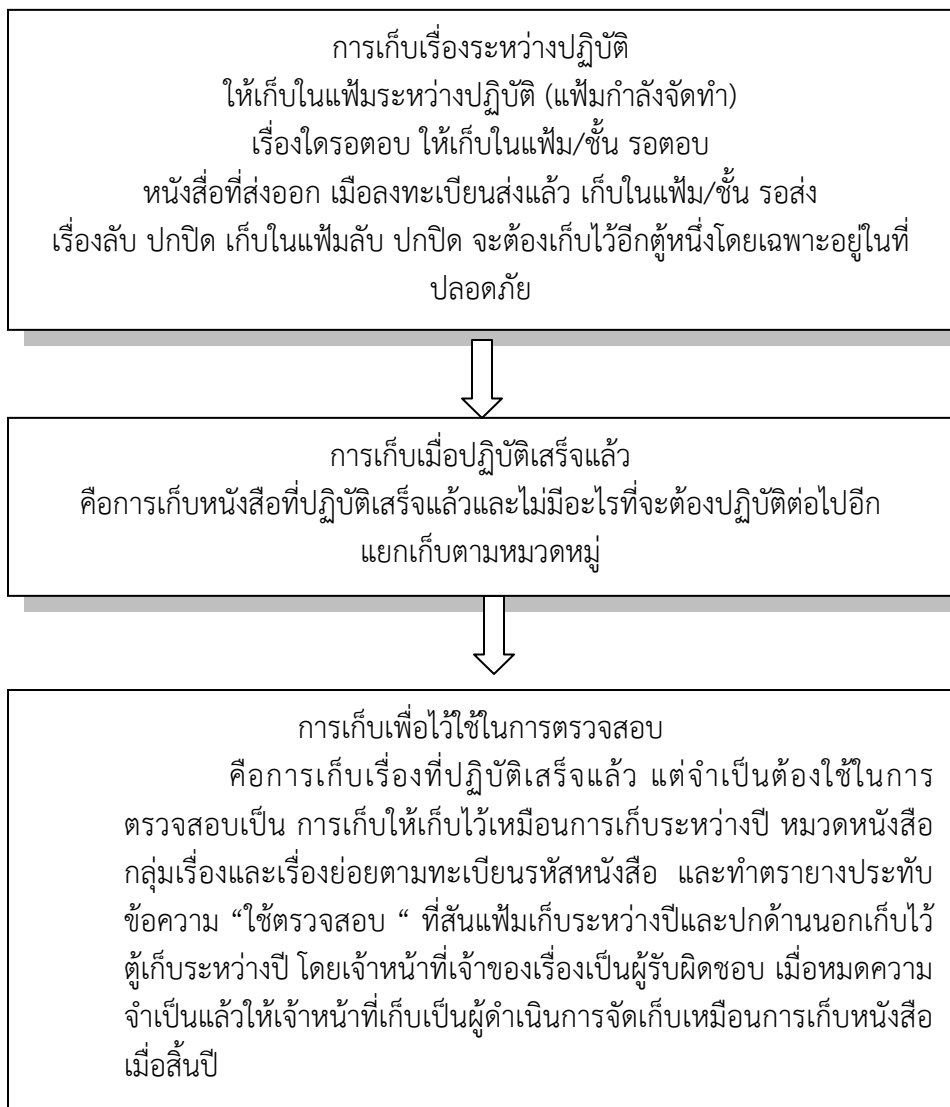 การเก็บเรื่องระหว่างปฏิบัติ
ให้เก็บในแฟ้มระหว่างปฏิบัติ (แฟ้มกำลังจัดทำ)
เรื่องใดรอตอบ ให้เก็บในแฟ้ม/ชั้น รอตอบ
หนังสื่อที่ส่งออก เมือลงทะเบียนส่งแล้ว เก็บในแฟ้ม/ชั้น รอส่ง
เรื่องลับ ปกปิด เก็บในแฟ้มลับ ปกปิด จะต้องเก็บไว้อีกตู้หนึ่งโดยเฉพาะอยู่ในที่
ปลอดภัย
การเก็บเมื่อปฏิบัติเสร็จแล้ว
คือการเก็บหนังสือที่ปฏิบัติเสร็จแล้วและไม่มีอะไรที่จะต้องปฏิบัติต่อไปอีก
แยกเก็บตามหมวดหมู่
การเก็บเพื่อไว้ใช้ในการตรวจสอบ
คือการเก็บเรื่องที่ปฏิบัติเสร็จแล้ว แต่จำเป็นต้องใช้ในการ
ตรวจสอบเป็น การเก็บให้เก็บไว้เหมือนการเก็บระหว่างปี หมวดหนังสือ
กลุ่มเรื่องและเรื่องย่อยตามทะเบียนรหัสหนังสือ และทำตรายางประทับ
ข้อความ “ใช้ตรวจสอบ “ ที่สันแฟ้มเก็บระหว่างปีและปกด้านนอกเก็บไว้
ตู้เก็บระหว่างปี โดยเจ้าหน้าที่เจ้าของเรื่องเป็นผู้รับผิดชอบ เมื่อหมดความ
จำเป็นแล้วให้เจ้าหน้าที่เก็บเป็นผู้ดำเนินการจัดเก็บเหมือนการเก็บหนังสือ
เมื่อสิ้นปี